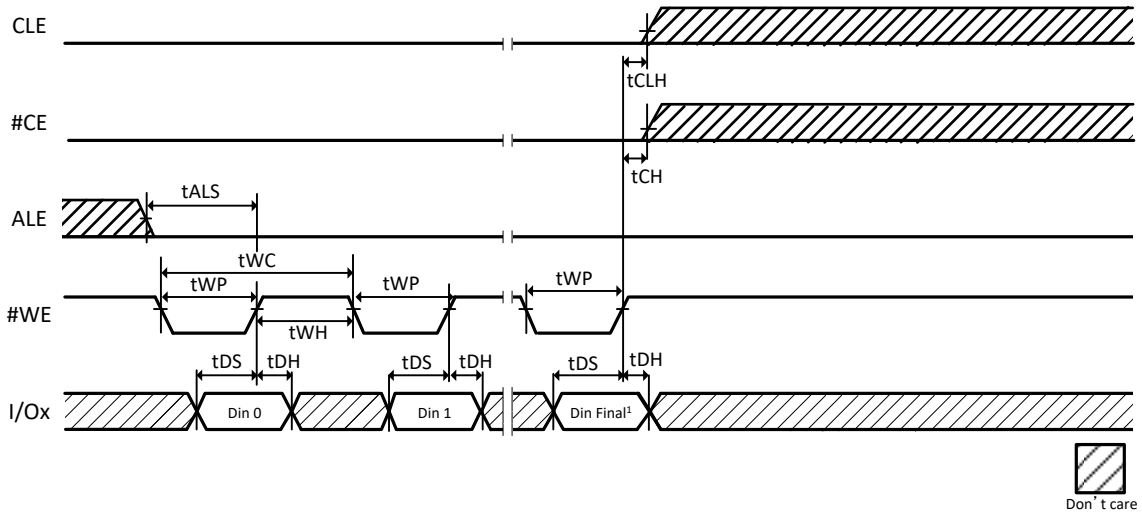 CLE
tCLH
#CE
tCH
tALS
ALE
tWC
tWP tWP tWP
#WE
tWH
tDS tDH tDS tDH tDS tDH
I/Ox Din 0 Din 1 Din Final¹
Don't care